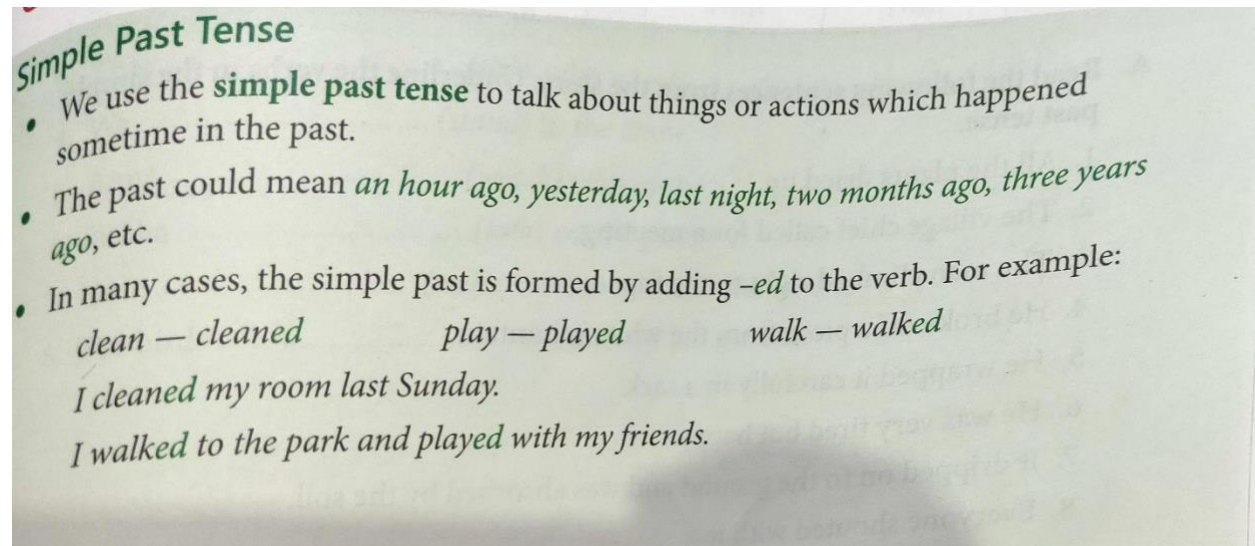 Simple Past Tense
• We use the simple past tense to talk about things or actions which happened
sometime in the past.
• The past could mean an hour ago, yesterday, last night, two months ago, three years
ago, etc.
• In many cases, the simple past is formed by adding –ed to the verb. For example:
clean — cleaned play — played walk — walked
I cleaned my room last Sunday.
I walked to the park and played with my friends.